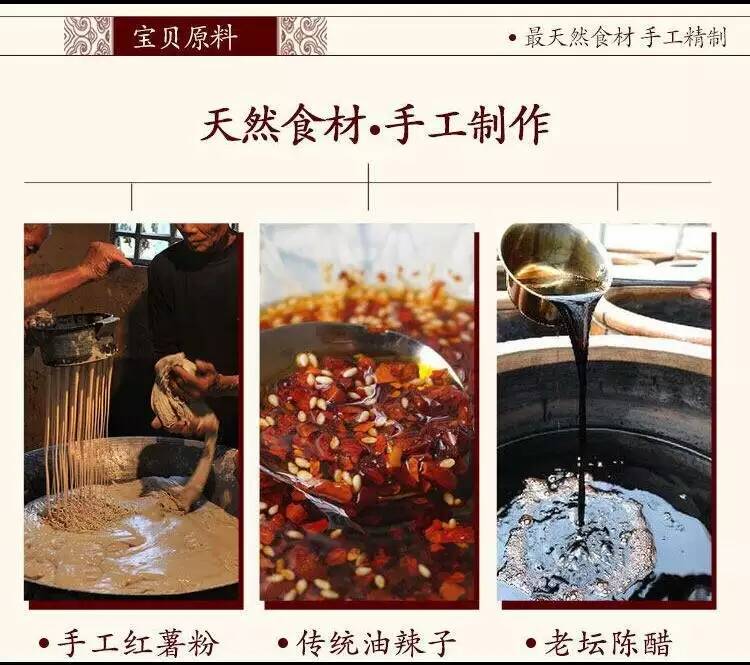 宝贝原料
•最天然食材 手工精制
天然食材•手工制作
•手工红薯粉
•传统油辣子
•老坛陈醋